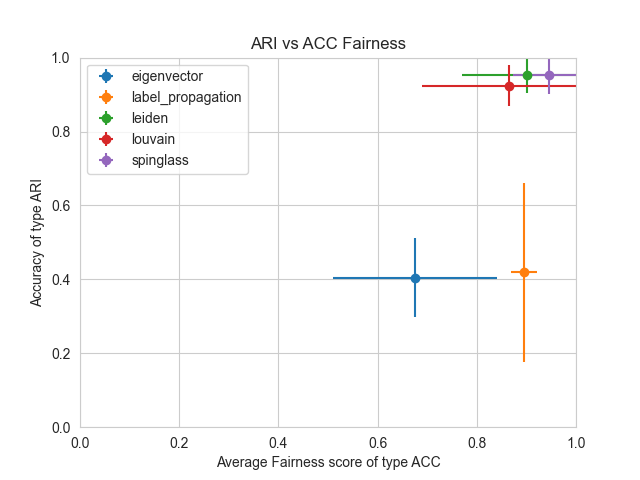 ARI vs ACC Fairness
eigenvector
label_propagation
leiden
louvain
spinglass
1.0
0.8
0.6
0.4
0.2
0.0
Accuracy of type ARI
0.0 0.2 0.4 0.6 0.8 1.0
Average Fairness score of type ACC